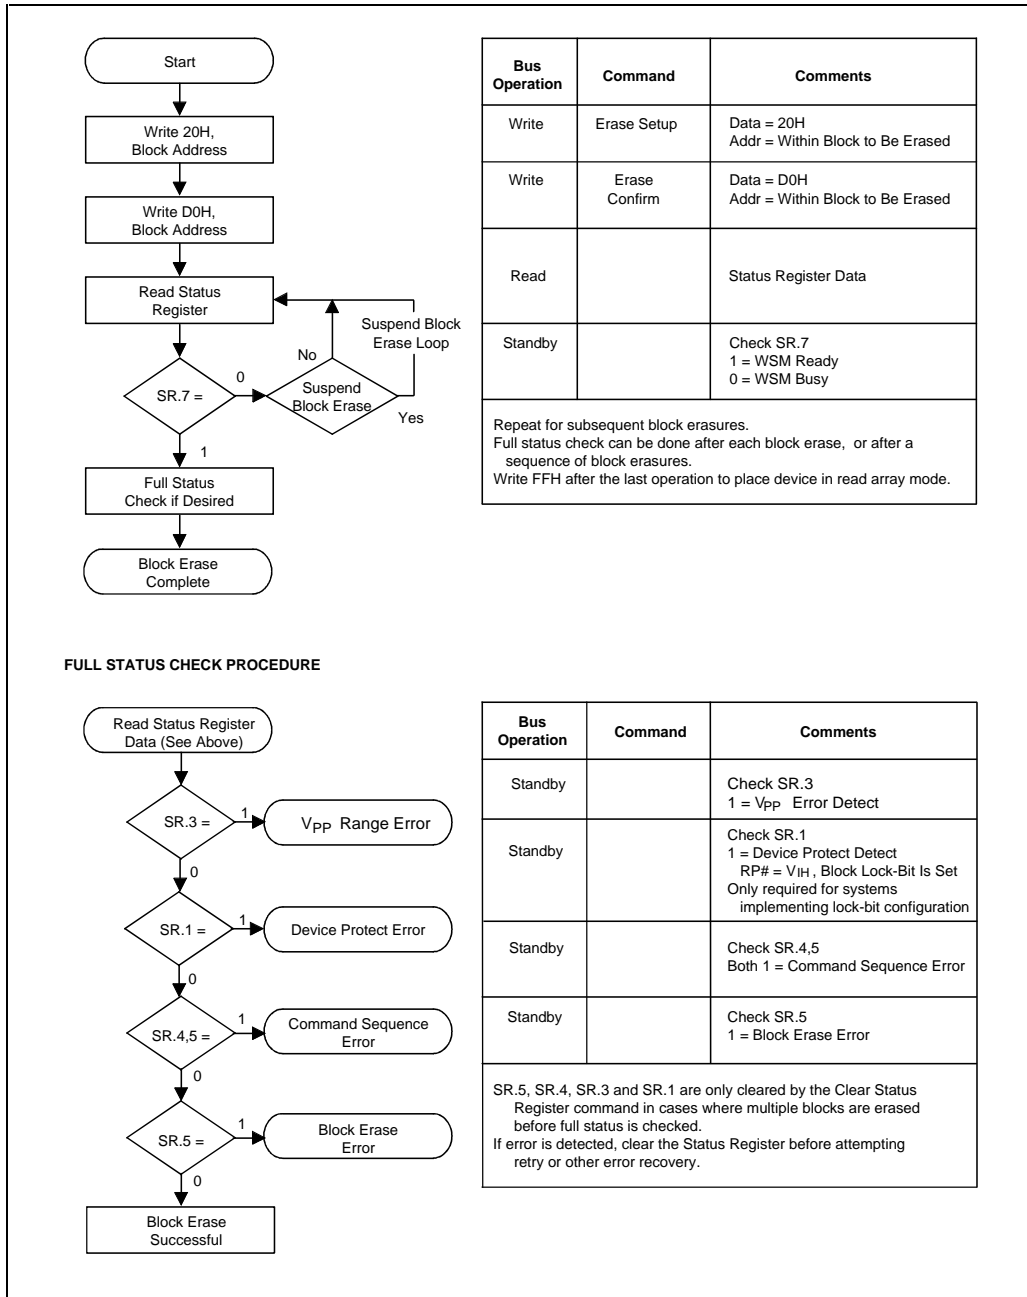 Start
Write 20H,
Block Address
Write D0H,
Block Address
Read Status
Register
Suspend Block
Erase Loop
No
0
SR.7 =
Suspend
Block Erase
Yes
1
Full Status
Check if Desired
Block Erase
Complete
Bus
Operation
Command
Comments
Write
Erase Setup
Data = 20H
Addr = Within Block to Be Erased
Write
Erase
Confirm
Data = D0H
Addr = Within Block to Be Erased
Read
Status Register Data
Standby
Check SR.7
1 = WSM Ready
0 = WSM Busy
Repeat for subsequent block erasures.
Full status check can be done after each block erase, or after a
sequence of block erasures.
Write FFH after the last operation to place device in read array mode.
FULL STATUS CHECK PROCEDURE
Read Status Register
Data (See Above)
SR.3 =
1
VPP Range Error
0
SR.1 =
1
Device Protect Error
0
SR.4,5 =
1
Command Sequence
Error
0
SR.5 =
1
Block Erase
Error
0
Block Erase
Successful
Bus
Operation
Command
Comments
Standby
Check SR.3
1 = VPP Error Detect
Standby
Check SR.1
1 = Device Protect Detect
RP# = VIH , Block Lock-Bit Is Set
Only required for systems
implementing lock-bit configuration
Standby
Check SR.4,5
Both 1 = Command Sequence Error
Standby
Check SR.5
1 = Block Erase Error
SR.5, SR.4, SR.3 and SR.1 are only cleared by the Clear Status
Register command in cases where multiple blocks are erased
before full status is checked.
If error is detected, clear the Status Register before attempting
retry or other error recovery.